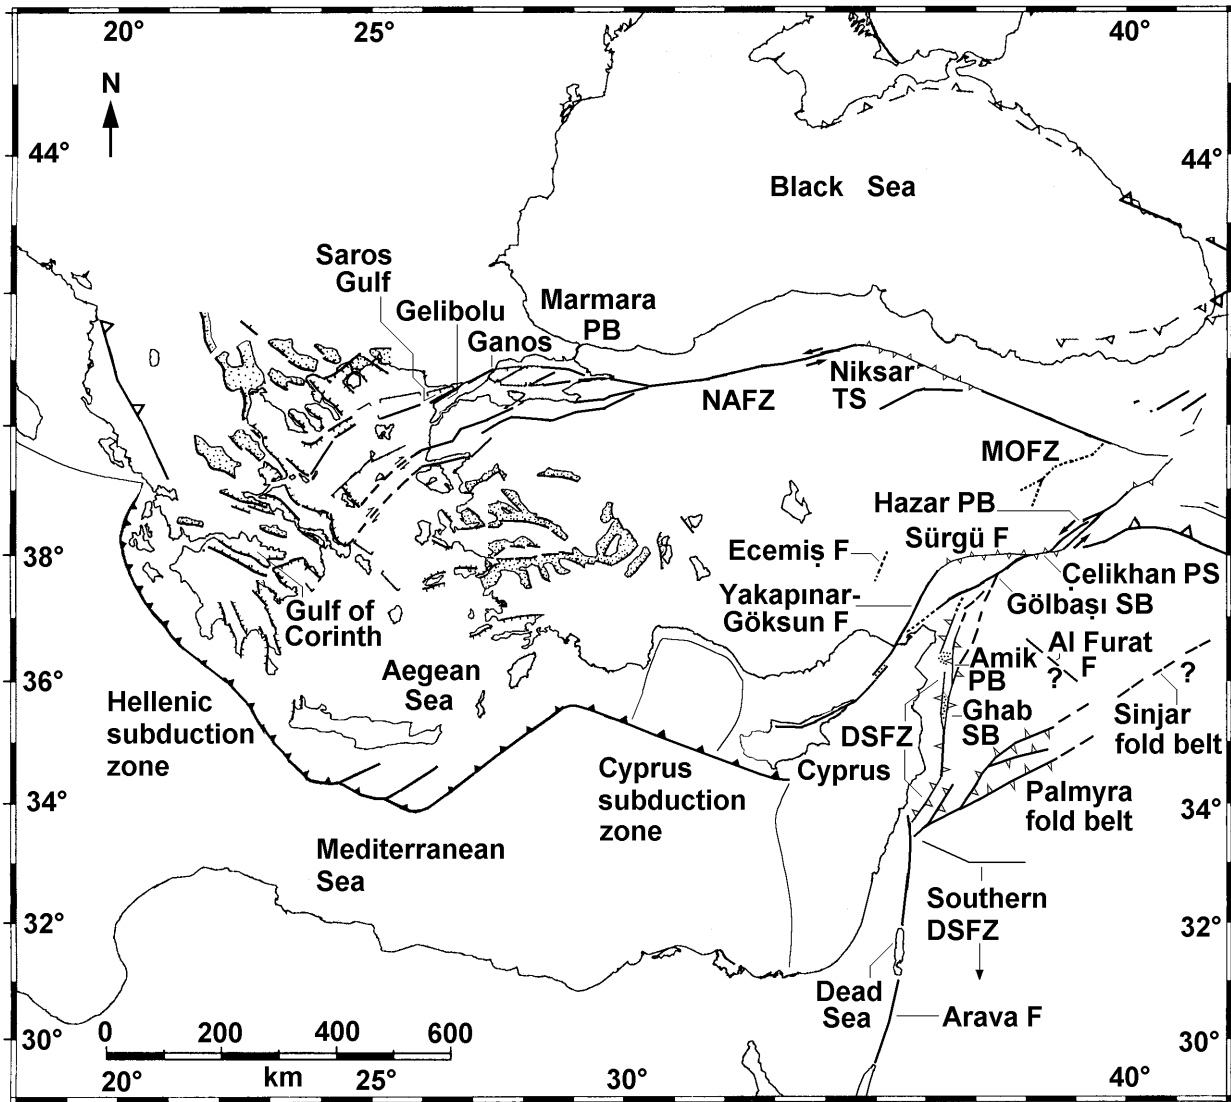 20° 25° 40°
N
44° 44°
Black Sea
Saros
Gulf
Gelibolu
Ganos
Marmara
PB
NAFZ
Niksar
TS
MOFZ
Hazar PB
Sürgü F
Ecemiş F
Çelikhan PS
Yakapınar-
Göksun F
Gölbaşı SB
38°
Gulf of
Corinth
Al Furat
F
Amik
PB
? ?
36°
Aegean
Sea
Hellenic
subduction
zone
Ghab
SB
Sinjar
fold belt
DSFZ
Cyprus
Cyprus
subduction
zone
Palmyra
fold belt
34° 34°
Mediterranean
Sea
Southern
DSFZ
32° 32°
Dead
Sea
Arava F
30° 30°
0 200 400 600
km
20° 25° 30° 40°